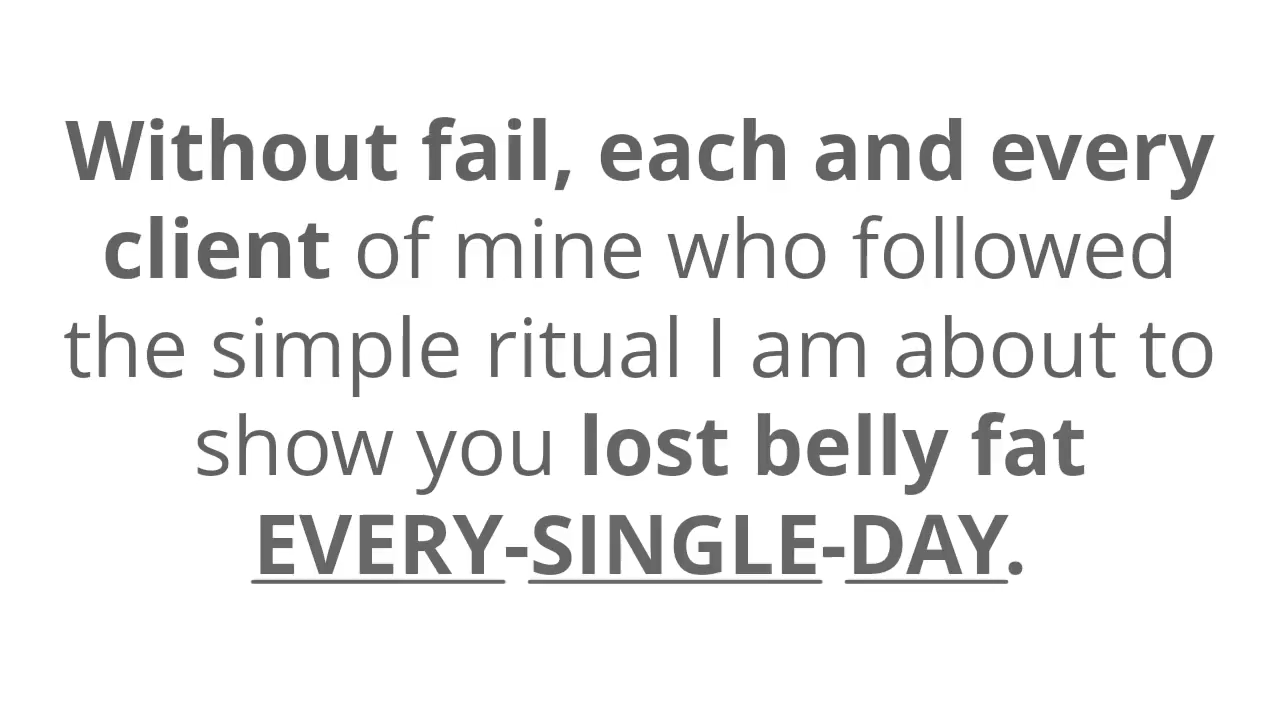 Without fail, each and every
client of mine who followed
the simple ritual I am about to
show you lost belly fat
EVERY-SINGLE-DAY.